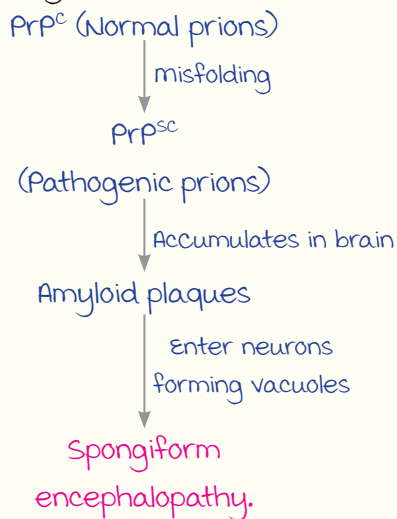 PrPᶜ (Normal prions)
misfolding
PrPˢᶜ
(Pathogenic prions)
Accumulates in brain
Amyloid plaques
Enter neurons
forming vacuoles
Spongiform
encephalopathy.